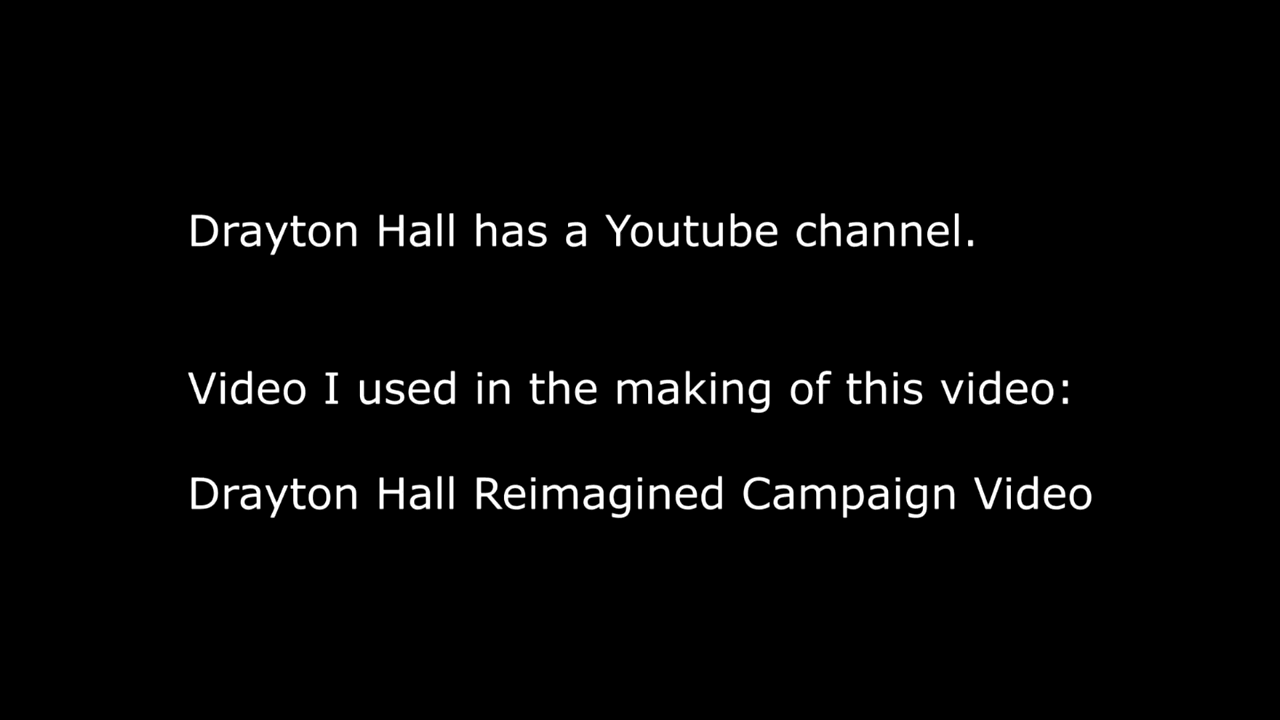 Drayton Hall has a Youtube channel.
Video I used in the making of this video:
Drayton Hall Reimagined Campaign Video